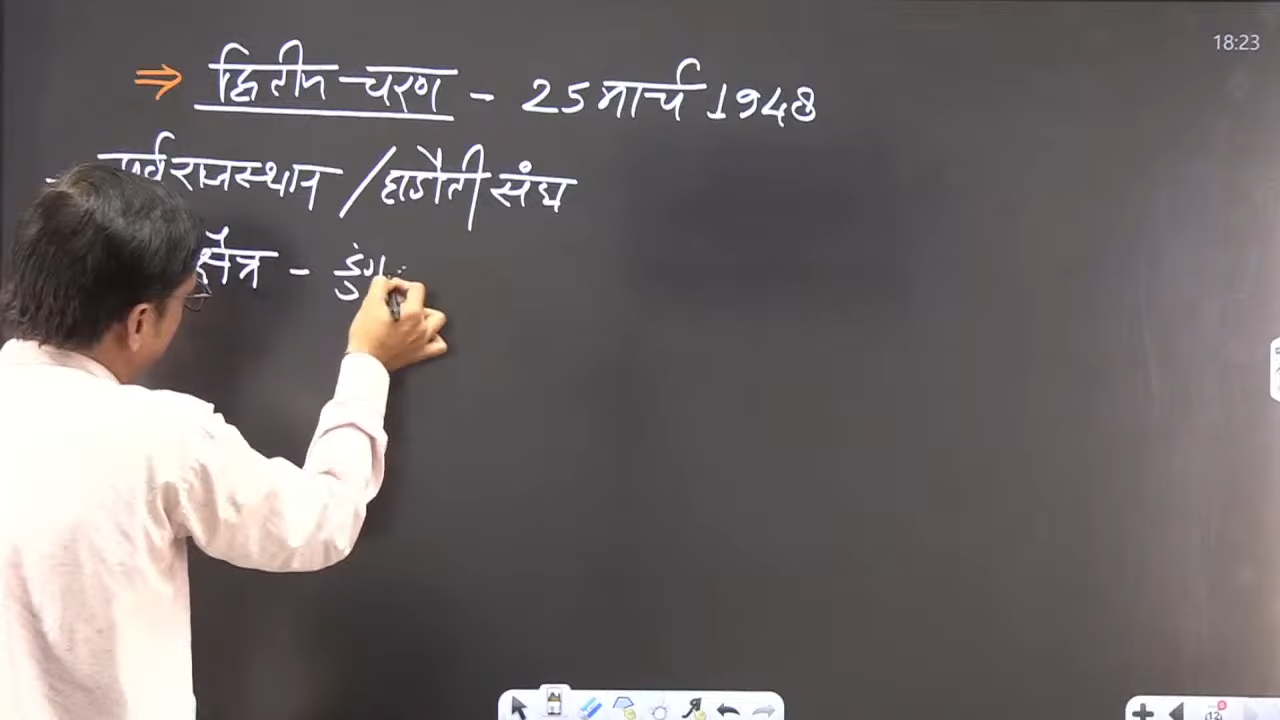 18:23
⇒ द्वितीय चरण - 25 मार्च 1948
- पूर्व राजस्थान / हाडौती संघ
क्षेत्र - डुंग